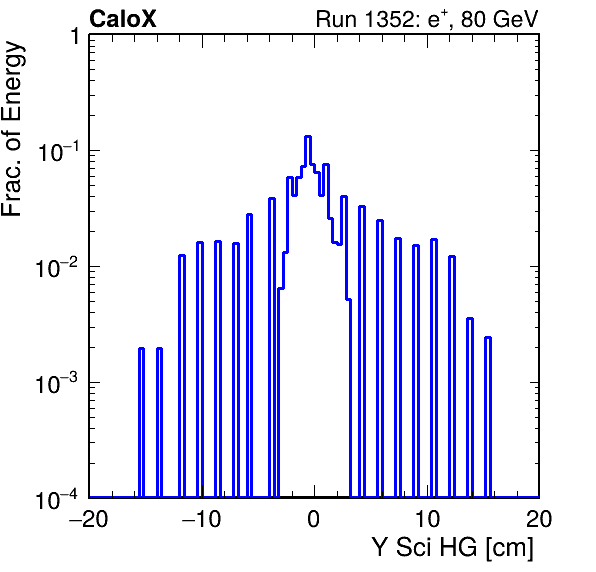 CaloX Run 1352: e⁺, 80 GeV
Frac. of Energy
1
10⁻¹
10⁻²
10⁻³
10⁻⁴
−20 −10 0 10 20
Y Sci HG [cm]